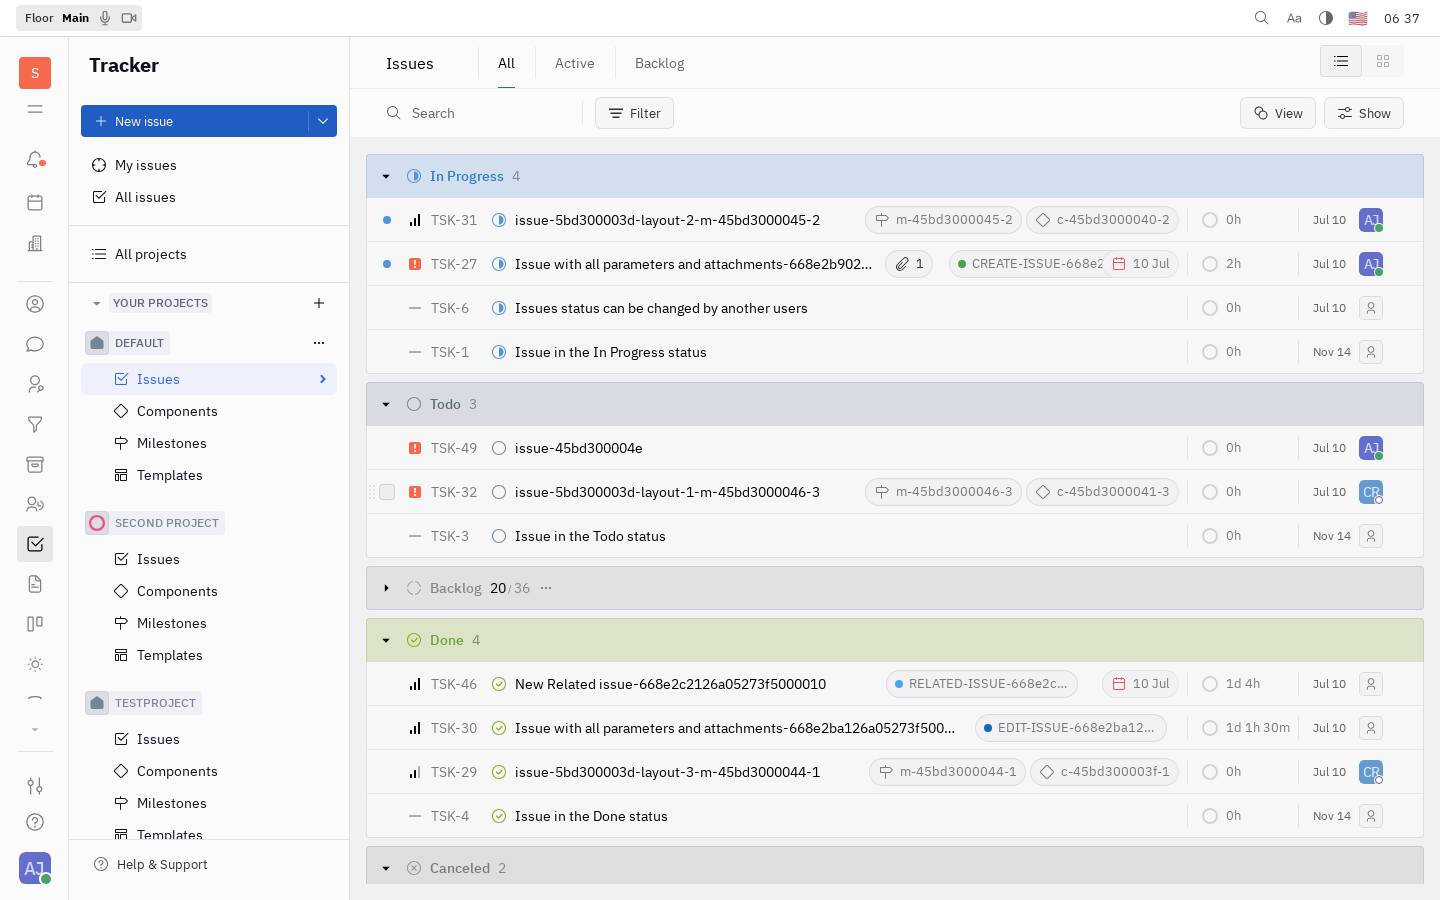 Floor Main
Aa
06 37
S
Tracker
New issue
My issues
All issues
All projects
YOUR PROJECTS
DEFAULT
Issues
Components
Milestones
Templates
SECOND PROJECT
Issues
Components
Milestones
Templates
TESTPROJECT
Issues
Components
Milestones
Templates
Help & Support
AJ
Issues All Active Backlog
Search Filter View Show
In Progress 4
TSK-31 issue-5bd300003d-layout-2-m-45bd3000045-2 m-45bd3000045-2 c-45bd3000040-2 0h Jul 10 AJ
TSK-27 Issue with all parameters and attachments-668e2b902... 1 CREATE-ISSUE-668e2 10 Jul 2h Jul 10 AJ
TSK-6 Issues status can be changed by another users 0h Jul 10
TSK-1 Issue in the In Progress status 0h Nov 14
Todo 3
TSK-49 issue-45bd300004e 0h Jul 10 AJ
TSK-32 issue-5bd300003d-layout-1-m-45bd3000046-3 m-45bd3000046-3 c-45bd3000041-3 0h Jul 10 CR
TSK-3 Issue in the Todo status 0h Nov 14
Backlog 20/36
Done 4
TSK-46 New Related issue-668e2c2126a05273f5000010 RELATED-ISSUE-668e2c... 10 Jul 1d 4h Jul 10
TSK-30 Issue with all parameters and attachments-668e2ba126a05273f500... EDIT-ISSUE-668e2ba12... 1d 1h 30m Jul 10
TSK-29 issue-5bd300003d-layout-3-m-45bd3000044-1 m-45bd3000044-1 c-45bd300003f-1 0h Jul 10 CR
TSK-4 Issue in the Done status 0h Nov 14
Canceled 2